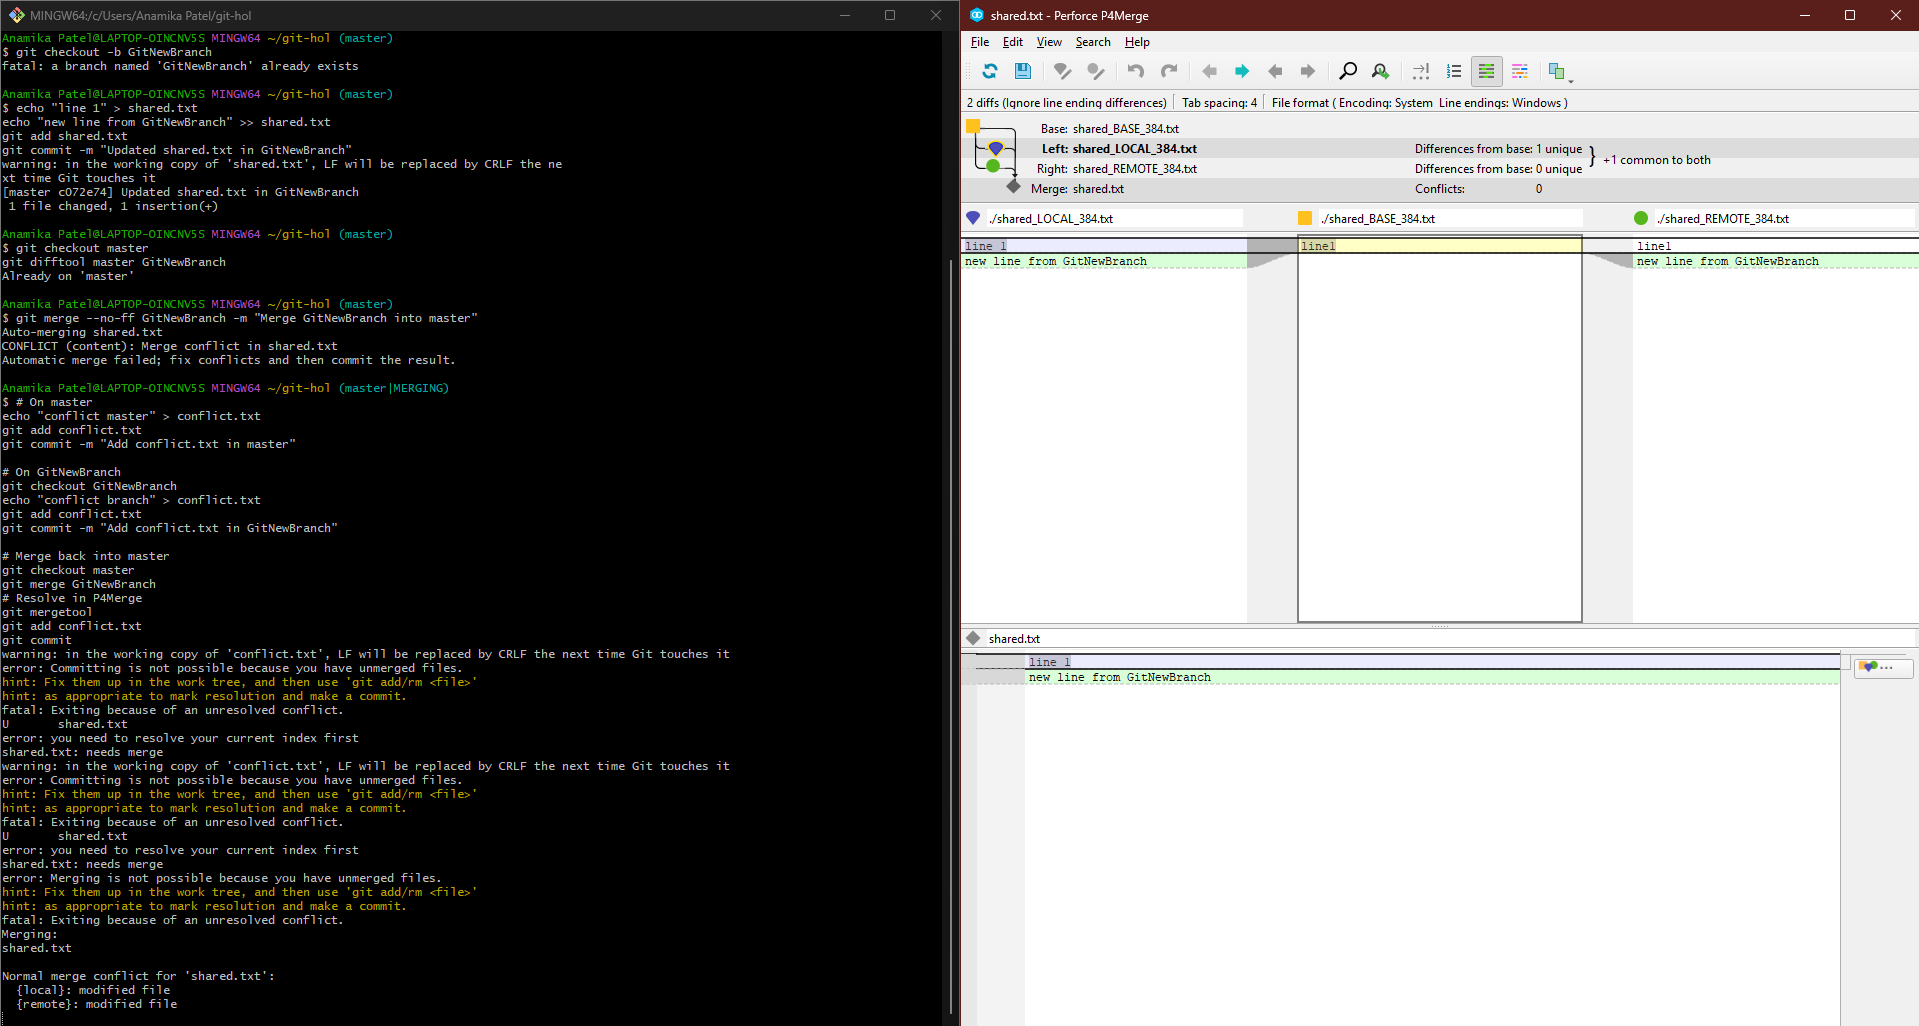 MINGW64:/c/Users/Anamika Patel/git-hol
Anamika Patel@LAPTOP-OINCNV5S MINGW64 ~/git-hol (master)
$ git checkout -b GitNewBranch
fatal: a branch named 'GitNewBranch' already exists
Anamika Patel@LAPTOP-OINCNV5S MINGW64 ~/git-hol (master)
$ echo "line 1" > shared.txt
echo "new line from GitNewBranch" >> shared.txt
git add shared.txt
git commit -m "Updated shared.txt in GitNewBranch"
warning: in the working copy of 'shared.txt', LF will be replaced by CRLF the ne
xt time Git touches it
[master c072e74] Updated shared.txt in GitNewBranch
 1 file changed, 1 insertion(+)
Anamika Patel@LAPTOP-OINCNV5S MINGW64 ~/git-hol (master)
$ git checkout master
git difftool master GitNewBranch
Already on 'master'
Anamika Patel@LAPTOP-OINCNV5S MINGW64 ~/git-hol (master)
$ git merge --no-ff GitNewBranch -m "Merge GitNewBranch into master"
Auto-merging shared.txt
CONFLICT (content): Merge conflict in shared.txt
Automatic merge failed; fix conflicts and then commit the result.
Anamika Patel@LAPTOP-OINCNV5S MINGW64 ~/git-hol (master|MERGING)
$ # On master
echo "conflict master" > conflict.txt
git add conflict.txt
git commit -m "Add conflict.txt in master"
# On GitNewBranch
git checkout GitNewBranch
echo "conflict branch" > conflict.txt
git add conflict.txt
git commit -m "Add conflict.txt in GitNewBranch"
# Merge back into master
git checkout master
git merge GitNewBranch
# Resolve in P4Merge
git mergetool
git add conflict.txt
git commit
warning: in the working copy of 'conflict.txt', LF will be replaced by CRLF the next time Git touches it
error: Committing is not possible because you have unmerged files.
hint: Fix them up in the work tree, and then use 'git add/rm <file>'
hint: as appropriate to mark resolution and make a commit.
fatal: Exiting because of an unresolved conflict.
U       shared.txt
error: you need to resolve your current index first
shared.txt: needs merge
warning: in the working copy of 'conflict.txt', LF will be replaced by CRLF the next time Git touches it
error: Committing is not possible because you have unmerged files.
hint: Fix them up in the work tree, and then use 'git add/rm <file>'
hint: as appropriate to mark resolution and make a commit.
fatal: Exiting because of an unresolved conflict.
U       shared.txt
error: you need to resolve your current index first
shared.txt: needs merge
error: Merging is not possible because you have unmerged files.
hint: Fix them up in the work tree, and then use 'git add/rm <file>'
hint: as appropriate to mark resolution and make a commit.
fatal: Exiting because of an unresolved conflict.
Merging:
shared.txt
Normal merge conflict for 'shared.txt':
  {local}: modified file
  {remote}: modified file
shared.txt - Perforce P4Merge
File Edit View Search Help
2 diffs (Ignore line ending differences) Tab spacing: 4 File format ( Encoding: System Line endings: Windows )
Base: shared_BASE_384.txt
Left: shared_LOCAL_384.txt Differences from base: 1 unique
Right: shared_REMOTE_384.txt Differences from base: 0 unique
+1 common to both
Merge: shared.txt Conflicts: 0
./shared_LOCAL_384.txt ./shared_BASE_384.txt ./shared_REMOTE_384.txt
line 1 line1 line1
new line from GitNewBranch new line from GitNewBranch
shared.txt
line 1
new line from GitNewBranch